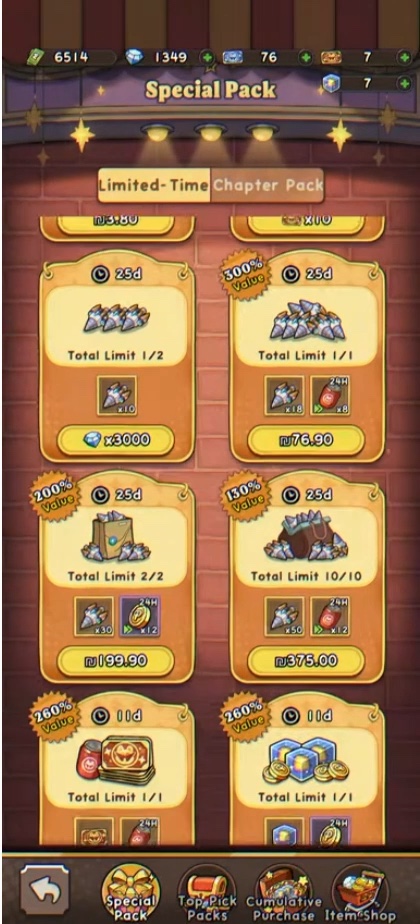 6514
1349
76
7
7
Special Pack
Limited-Time
Chapter Pack
₪3.80
x10
25d
Total Limit 1/2
x10
x3000
300% Value
25d
Total Limit 1/1
x18
24H
x8
₪76.90
200% Value
25d
Total Limit 2/2
x30
24H
x12
₪199.90
130% Value
25d
Total Limit 10/10
x50
24H
x12
₪375.00
260% Value
11d
Total Limit 1/1
24H
260% Value
11d
Total Limit 1/1
24H
Special Pack
Top Pick Packs
Cumulative Purchase
Item Shop